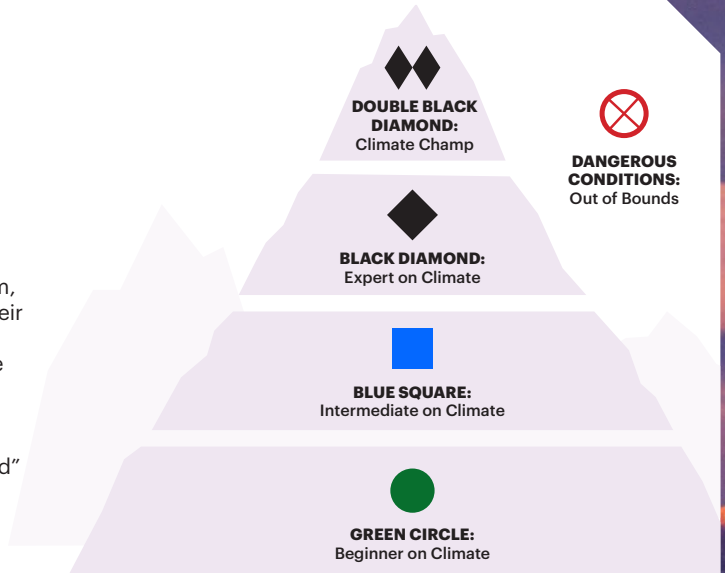 DOUBLE BLACK
DIAMOND:
Climate Champ
DANGEROUS
CONDITIONS:
Out of Bounds
BLACK DIAMOND:
Expert on Climate
BLUE SQUARE:
Intermediate on Climate
GREEN CIRCLE:
Beginner on Climate